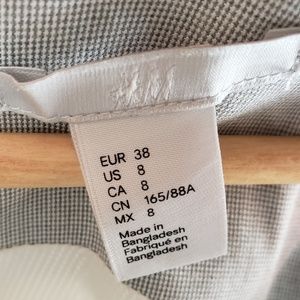 H&M
EUR 38
US 8
CA 8
CN 165/88A
MX 8
Made in
Bangladesh
Fabriqué en
Bangladesh